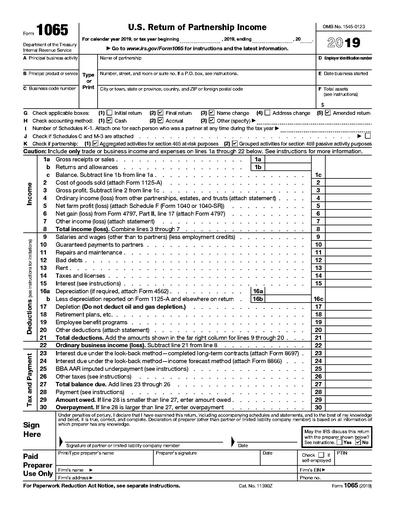 Form 1065
Department of the Treasury
Internal Revenue Service
U.S. Return of Partnership Income
For calendar year 2019, or tax year beginning , 2019, ending , 20 .
▶ Go to www.irs.gov/Form1065 for instructions and the latest information.
OMB No. 1545-0123
2019
A Principal business activity
B Principal product or service
C Business code number
Type
or
Print
Name of partnership
Number, street, and room or suite no. If a P.O. box, see instructions.
City or town, state or province, country, and ZIP or foreign postal code
D Employer identification number
E Date business started
F Total assets
(see instructions)
$
G Check applicable boxes: (1) Initial return (2) Final return (3) Name change (4) Address change (5) Amended return
H Check accounting method: (1) Cash (2) Accrual (3) Other (specify) ▶
I Number of Schedules K-1. Attach one for each person who was a partner at any time during the tax year ▶
J Check if Schedules C and M-3 are attached ▶
K Check if partnership: (1) Aggregated activities for section 465 at-risk purposes (2) Grouped activities for section 469 passive activity purposes
Caution: Include only trade or business income and expenses on lines 1a through 22 below. See instructions for more information.
Income
1a Gross receipts or sales 1a
b Returns and allowances 1b
c Balance. Subtract line 1b from line 1a 1c
2 Cost of goods sold (attach Form 1125-A) 2
3 Gross profit. Subtract line 2 from line 1c 3
4 Ordinary income (loss) from other partnerships, estates, and trusts (attach statement) 4
5 Net farm profit (loss) (attach Schedule F (Form 1040 or 1040-SR)) 5
6 Net gain (loss) from Form 4797, Part II, line 17 (attach Form 4797) 6
7 Other income (loss) (attach statement) 7
8 Total income (loss). Combine lines 3 through 7 8
Deductions (see instructions for limitations)
9 Salaries and wages (other than to partners) (less employment credits) 9
10 Guaranteed payments to partners 10
11 Repairs and maintenance 11
12 Bad debts 12
13 Rent 13
14 Taxes and licenses 14
15 Interest (see instructions) 15
16a Depreciation (if required, attach Form 4562) 16a
b Less depreciation reported on Form 1125-A and elsewhere on return 16b 16c
17 Depletion (Do not deduct oil and gas depletion.) 17
18 Retirement plans, etc. 18
19 Employee benefit programs 19
20 Other deductions (attach statement) 20
21 Total deductions. Add the amounts shown in the far right column for lines 9 through 20 21
22 Ordinary business income (loss). Subtract line 21 from line 8 22
Tax and Payment
23 Interest due under the look-back method—completed long-term contracts (attach Form 8697) 23
24 Interest due under the look-back method—income forecast method (attach Form 8866) 24
25 BBA AAR imputed underpayment (see instructions) 25
26 Other taxes (see instructions) 26
27 Total balance due. Add lines 23 through 26 27
28 Payment (see instructions) 28
29 Amount owed. If line 28 is smaller than line 27, enter amount owed 29
30 Overpayment. If line 28 is larger than line 27, enter overpayment 30
Sign
Here
Under penalties of perjury, I declare that I have examined this return, including accompanying schedules and statements, and to the best of my knowledge
and belief, it is true, correct, and complete. Declaration of preparer (other than partner or limited liability company member) is based on all information of
which preparer has any knowledge.
Signature of partner or limited liability company member
Date
May the IRS discuss this return
with the preparer shown below?
See instructions. Yes No
Paid
Preparer
Use Only
Print/Type preparer's name
Preparer's signature
Date
Check if
self-employed
PTIN
Firm's name ▶
Firm's EIN ▶
Firm's address ▶
Phone no.
For Paperwork Reduction Act Notice, see separate instructions.
Cat. No. 11390Z
Form 1065 (2019)